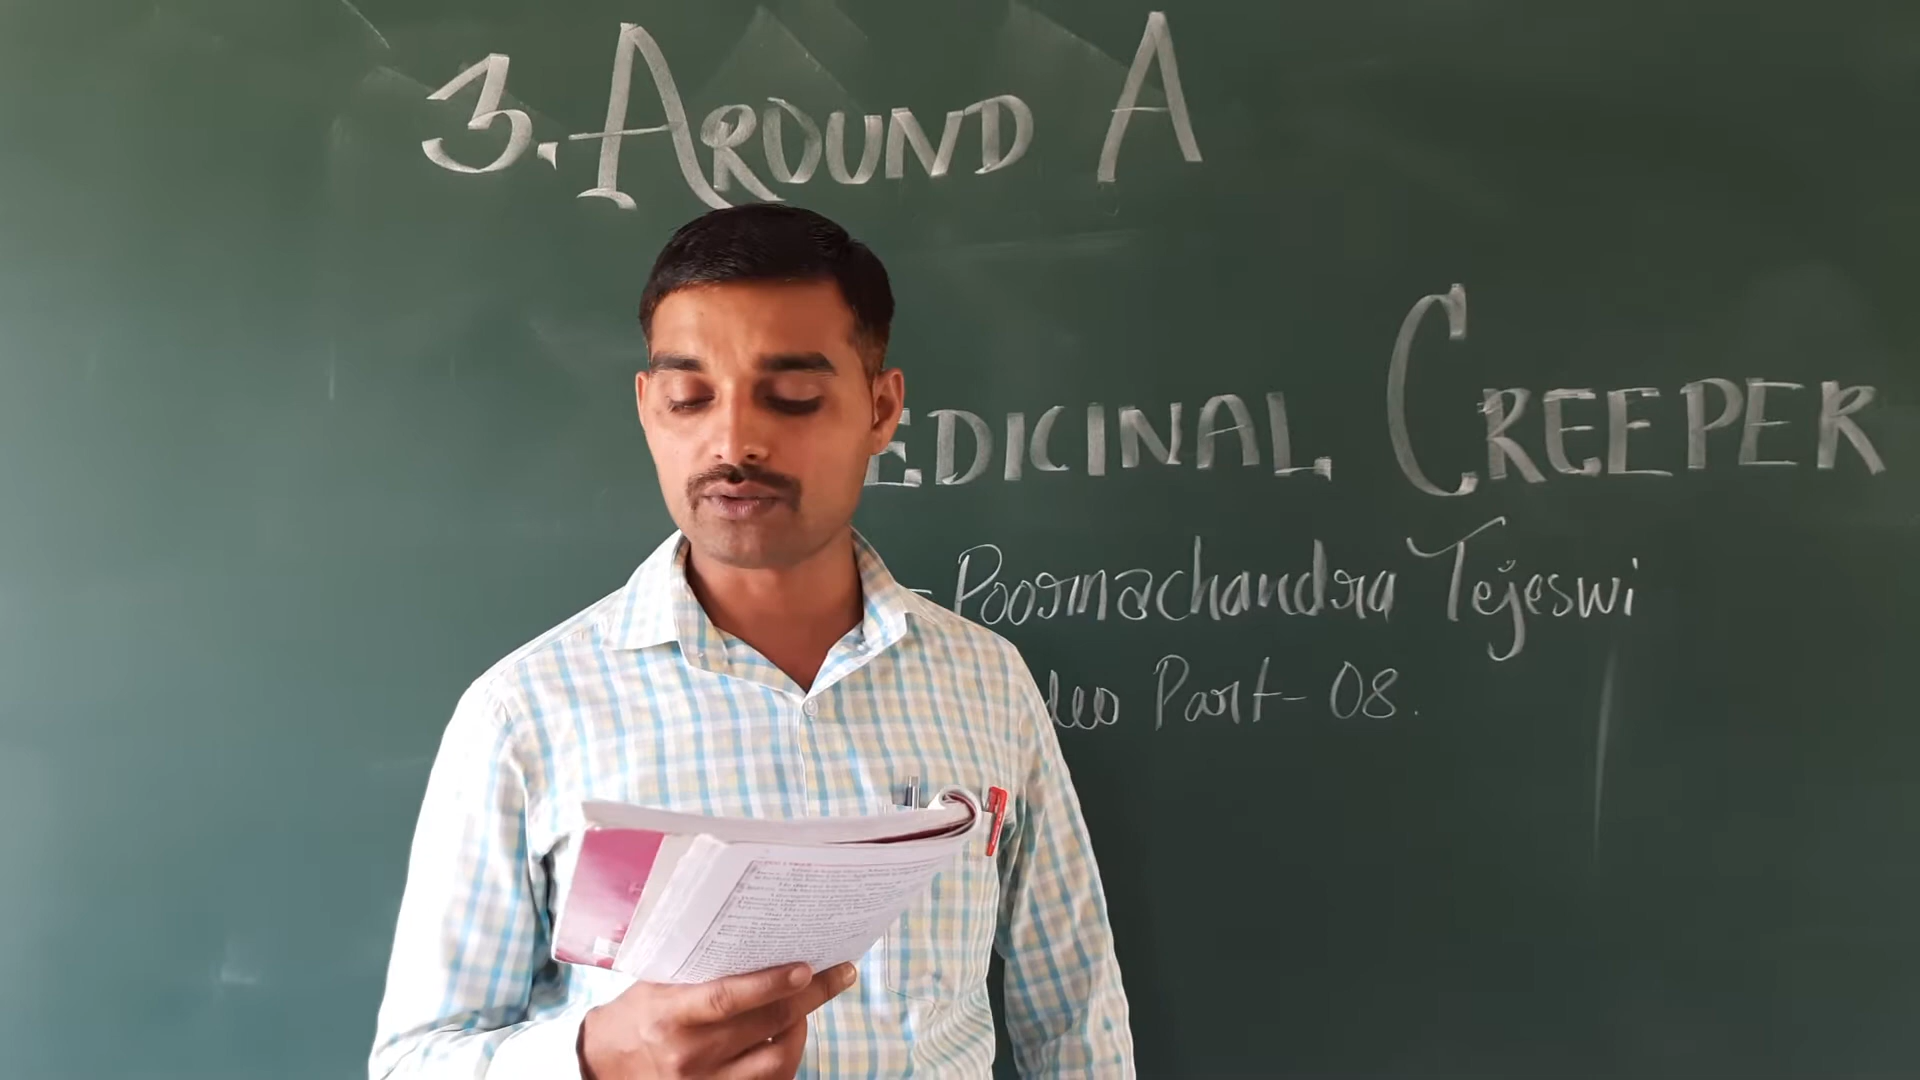 3. AROUND A
EDICINAL CREEPER
- Poornachandra Tejeswi
deo Part - 08.